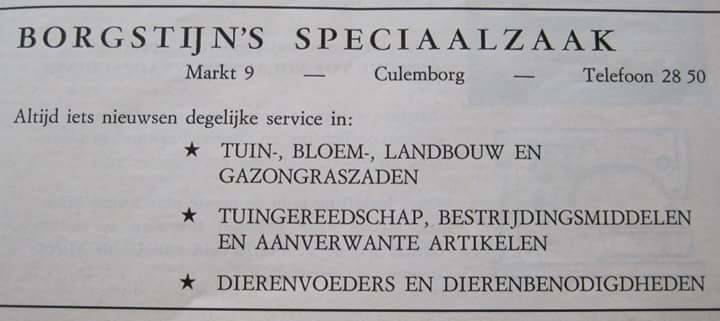 BORGSTIJN'S SPECIAALZAAK
Markt 9 — Culemborg — Telefoon 28 50
Altijd iets nieuwsen degelijke service in:
★ TUIN-, BLOEM-, LANDBOUW EN
GAZONGRASZADEN
★ TUINGEREEDSCHAP, BESTRIJDINGSMIDDELEN
EN AANVERWANTE ARTIKELEN
★ DIERENVOEDERS EN DIERENBENODIGDHEDEN